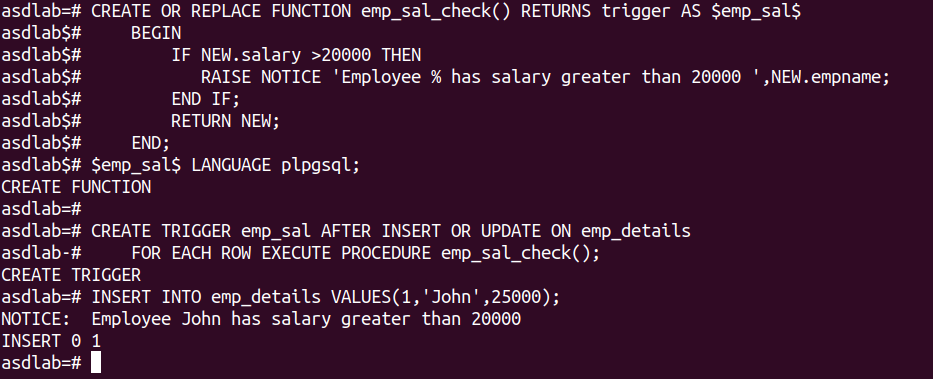 asdlab=# CREATE OR REPLACE FUNCTION emp_sal_check() RETURNS trigger AS $emp_sal$
asdlab$#     BEGIN
asdlab$#         IF NEW.salary >20000 THEN
asdlab$#            RAISE NOTICE 'Employee % has salary greater than 20000 ',NEW.empname;
asdlab$#         END IF;
asdlab$#         RETURN NEW;
asdlab$#     END;
asdlab$# $emp_sal$ LANGUAGE plpgsql;
CREATE FUNCTION
asdlab=#
asdlab=# CREATE TRIGGER emp_sal AFTER INSERT OR UPDATE ON emp_details
asdlab-#     FOR EACH ROW EXECUTE PROCEDURE emp_sal_check();
CREATE TRIGGER
asdlab=# INSERT INTO emp_details VALUES(1,'John',25000);
NOTICE:  Employee John has salary greater than 20000
INSERT 0 1
asdlab=#